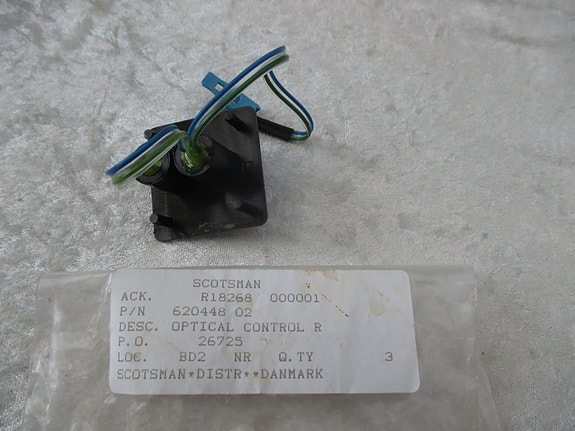 SCOTSMAN
ACK. R18268 000001
P/N 620448 02
DESC. OPTICAL CONTROL R
P.O. 26725
LOC. BD2 NR Q.TY 3
SCOTSMAN*DISTR**DANMARK